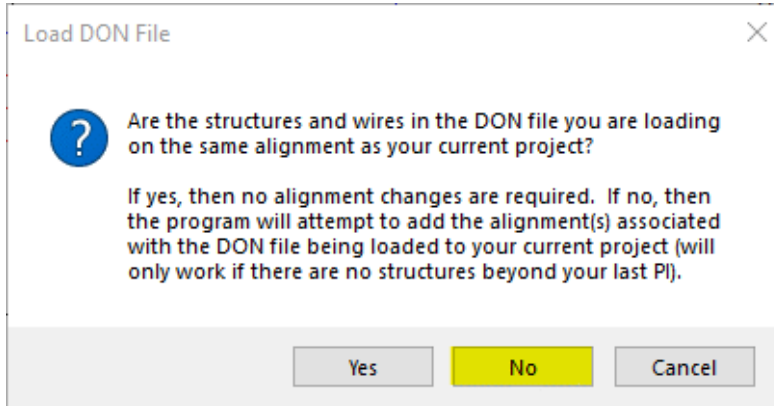 Load DON File
?
Are the structures and wires in the DON file you are loading
on the same alignment as your current project?
If yes, then no alignment changes are required.  If no, then
the program will attempt to add the alignment(s) associated
with the DON file being loaded to your current project (will
only work if there are no structures beyond your last PI).
Yes No Cancel